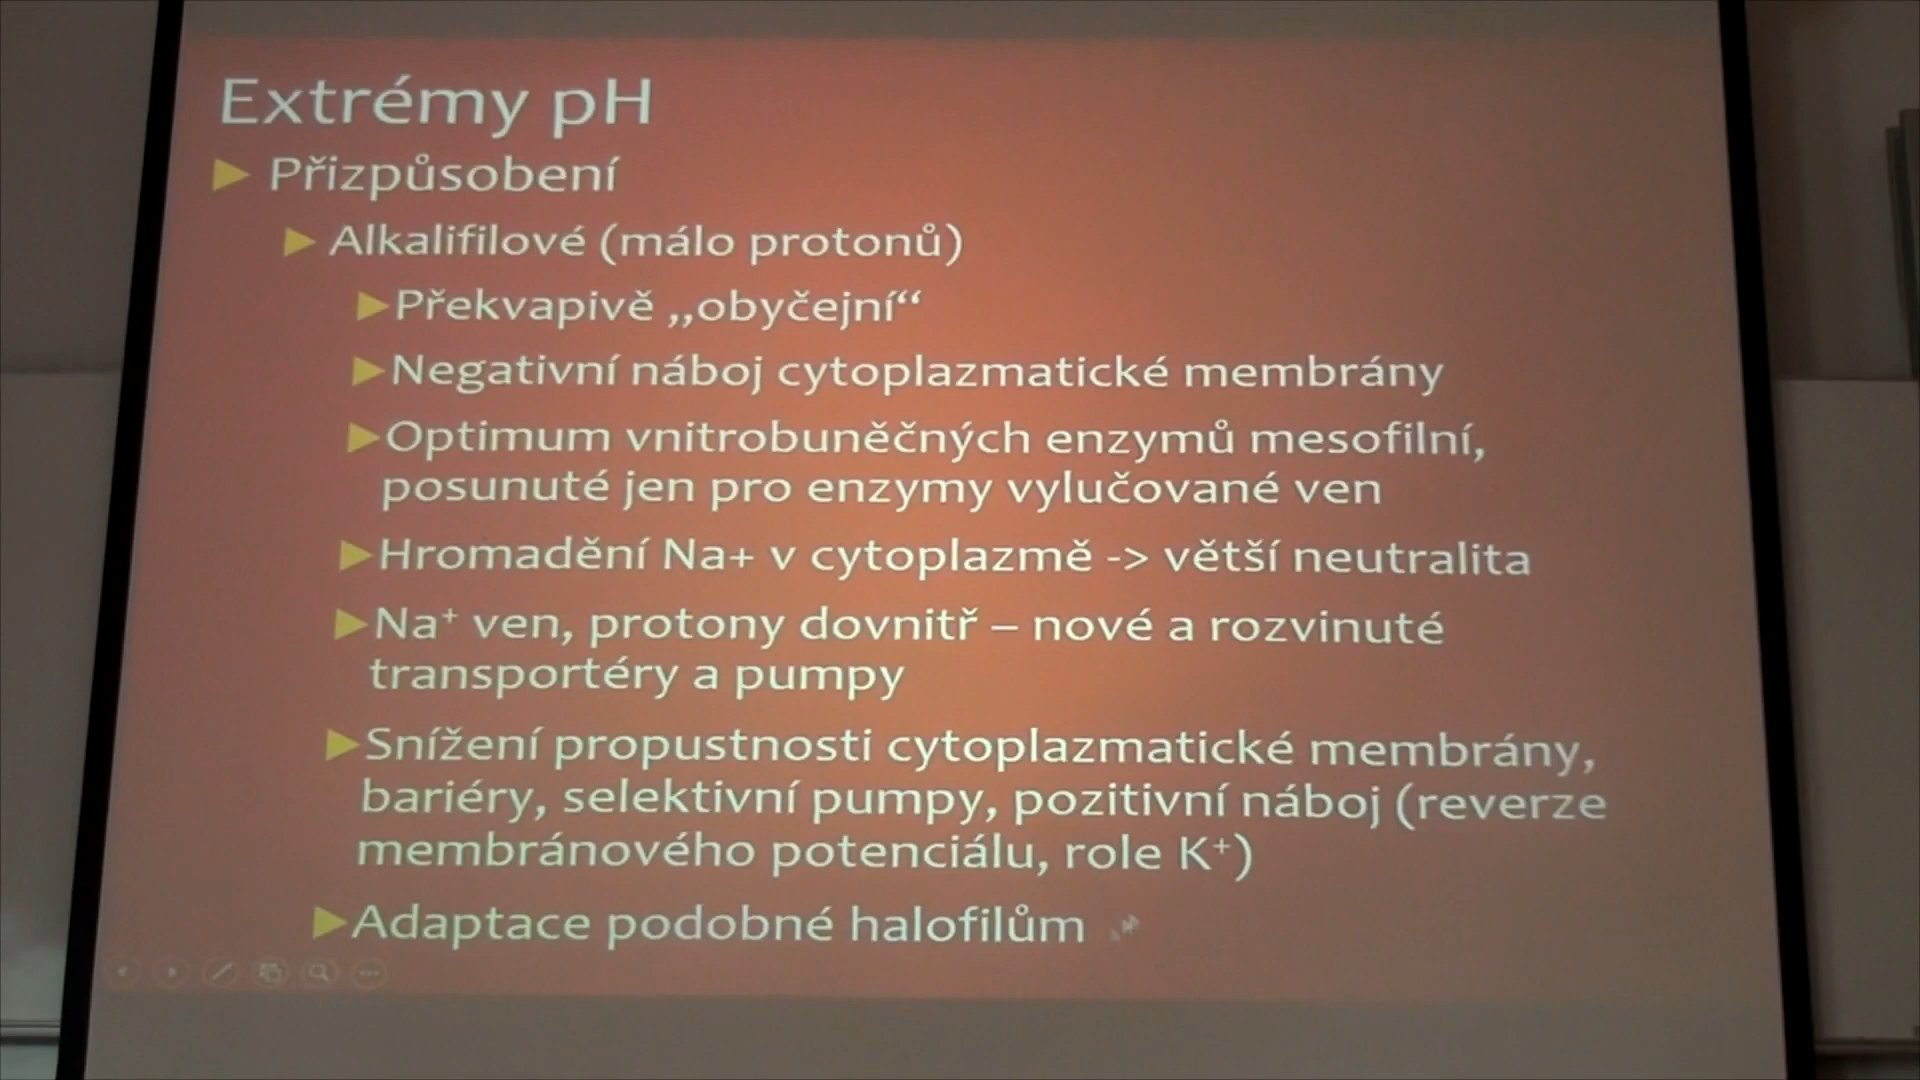 Extrémy pH
Přizpůsobení
Alkalifilové (málo protonů)
Překvapivě „obyčejní“
Negativní náboj cytoplazmatické membrány
Optimum vnitrobuněčných enzymů mesofilní,
posunuté jen pro enzymy vylučované ven
Hromadění Na+ v cytoplazmě -> větší neutralita
Na⁺ ven, protony dovnitř – nové a rozvinuté
transportéry a pumpy
Snížení propustnosti cytoplazmatické membrány,
bariéry, selektivní pumpy, pozitivní náboj (reverze
membránového potenciálu, role K⁺)
Adaptace podobné halofilům